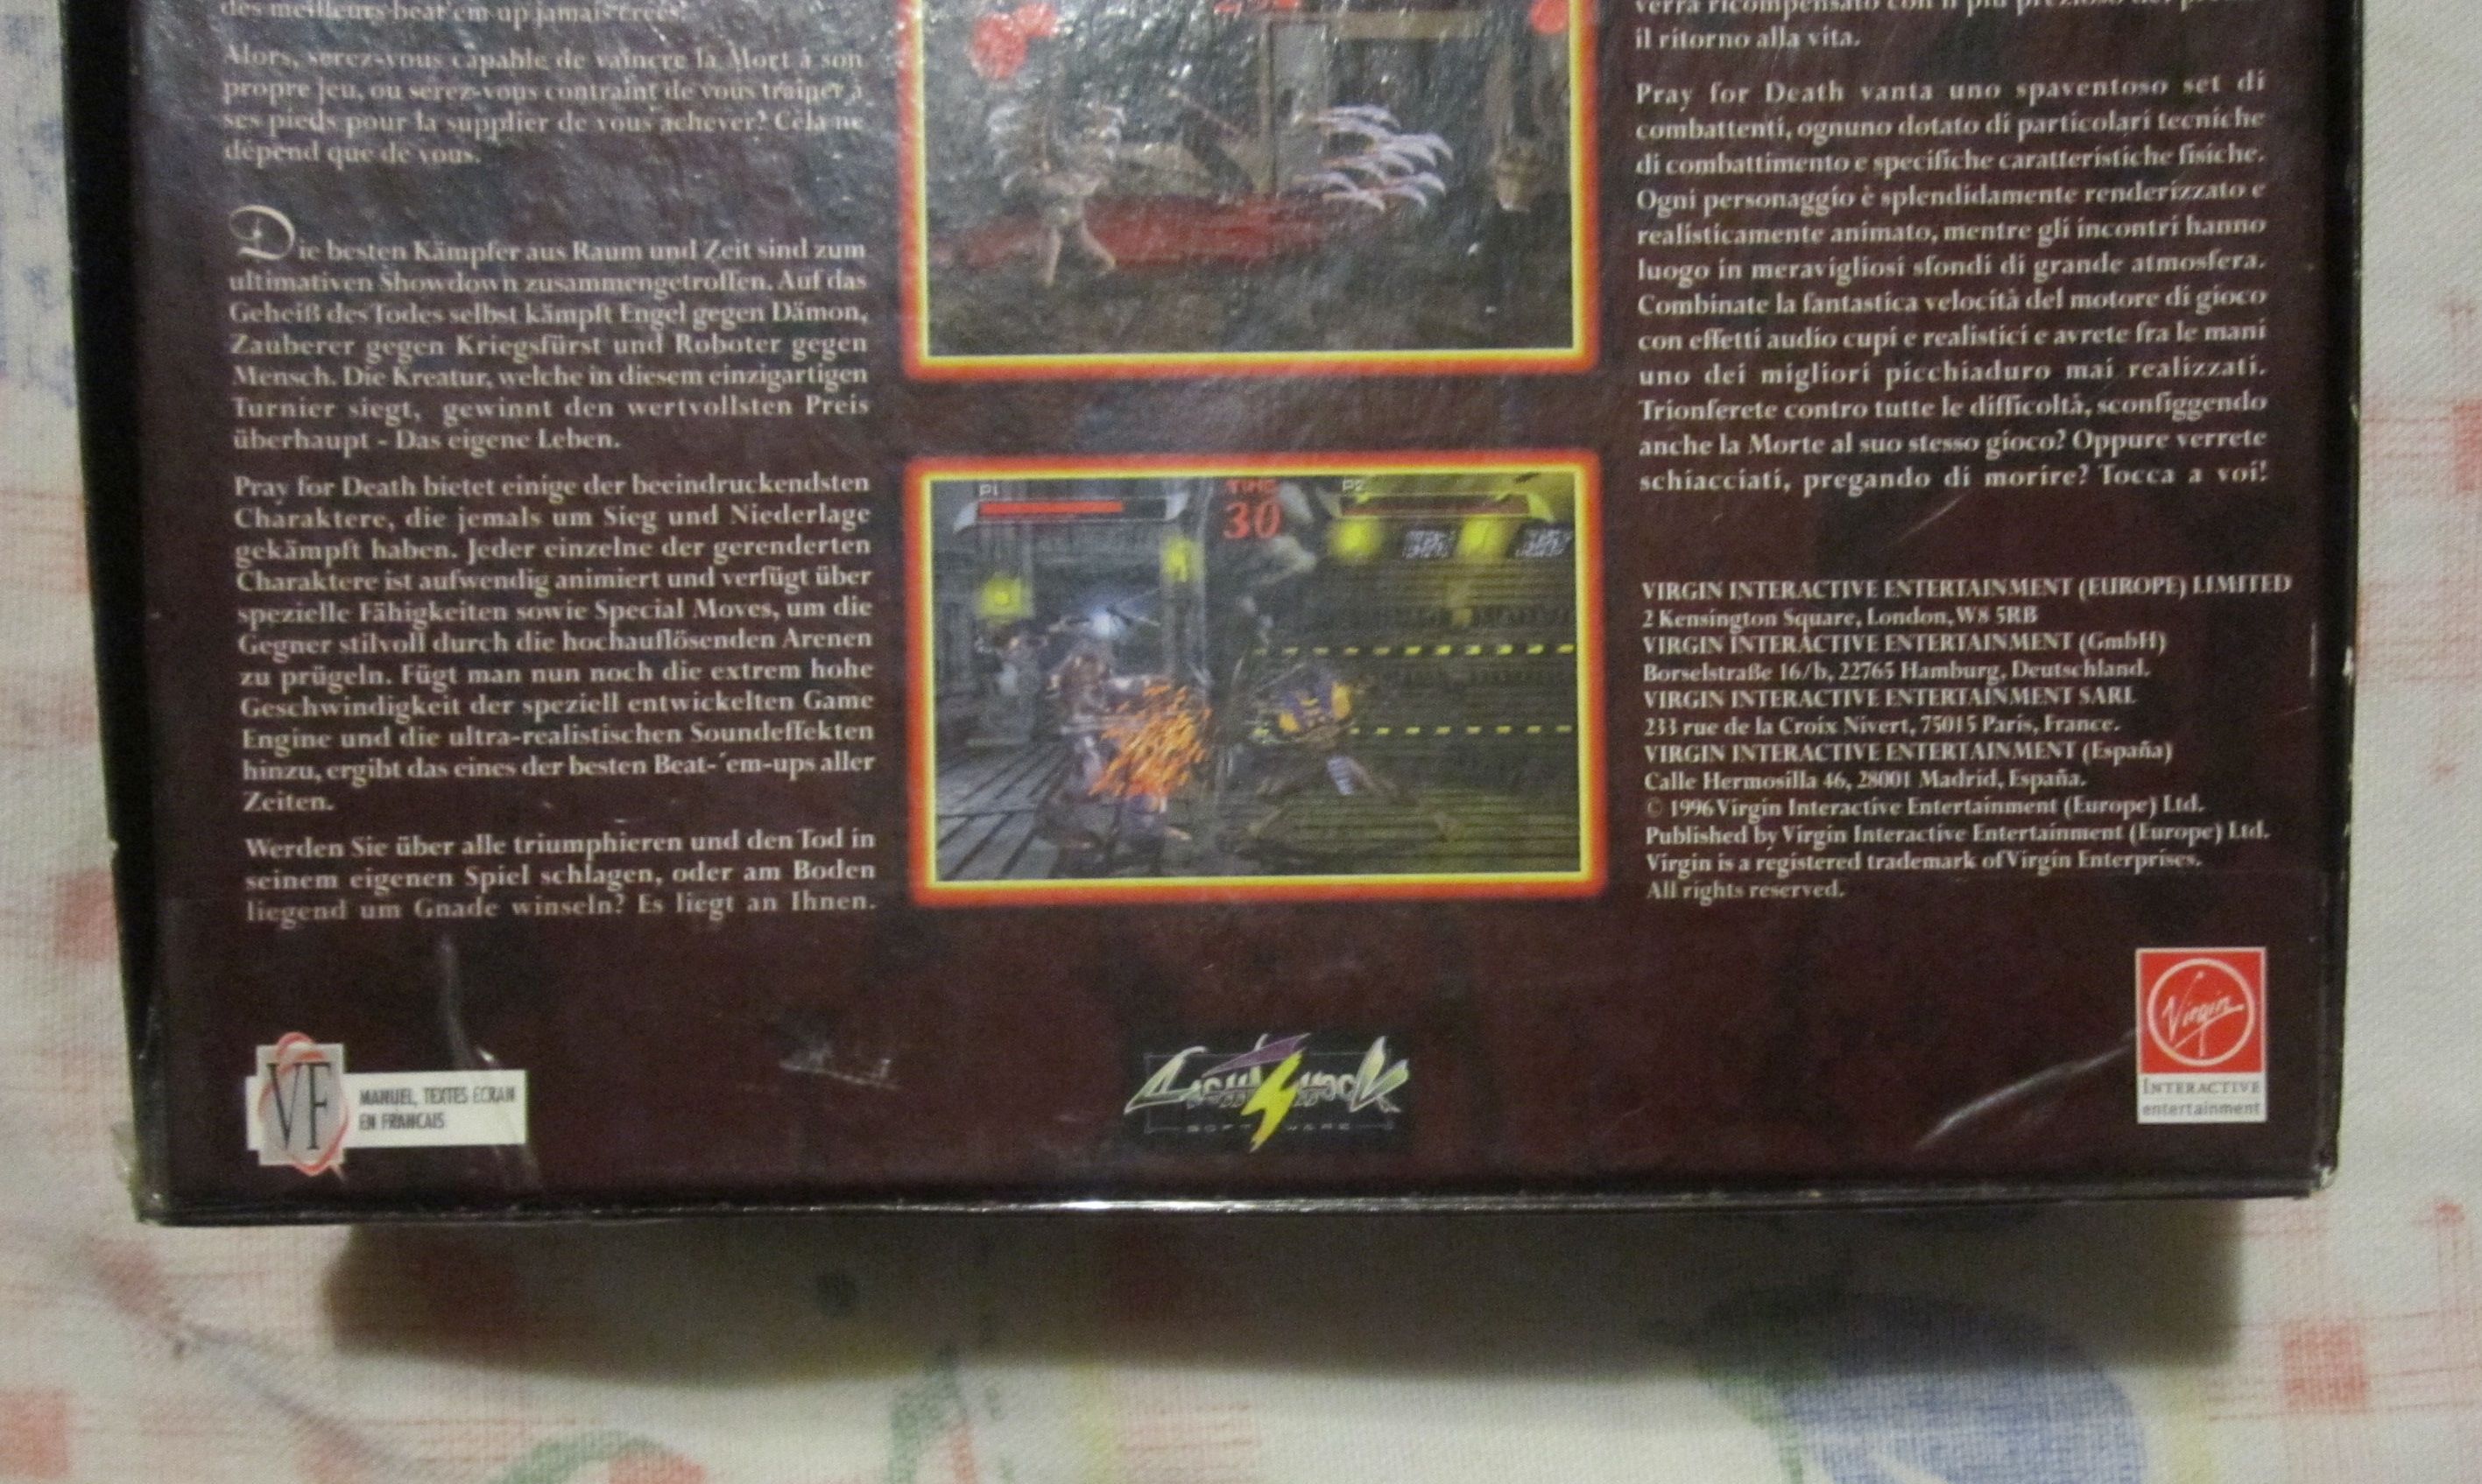 des meilleurs beat'em up jamais créés.
Alors, serez-vous capable de vaincre la Mort à son
propre jeu, ou serez-vous contraint de vous trainer à
ses pieds pour la supplier de vous achever? Cela ne
dépend que de vous.
Die besten Kämpfer aus Raum und Zeit sind zum
ultimativen Showdown zusammengetroffen. Auf das
Geheiß des Todes selbst kämpft Engel gegen Dämon,
Zauberer gegen Kriegsfürst und Roboter gegen
Mensch. Die Kreatur, welche in diesem einzigartigen
Turnier siegt, gewinnt den wertvollsten Preis
überhaupt - Das eigene Leben.
Pray for Death bietet einige der beeindruckendsten
Charaktere, die jemals um Sieg und Niederlage
gekämpft haben. Jeder einzelne der gerenderten
Charaktere ist aufwendig animiert und verfügt über
spezielle Fähigkeiten sowie Special Moves, um die
Gegner stilvoll durch die hochauflösenden Arenen
zu prügeln. Fügt man nun noch die extrem hohe
Geschwindigkeit der speziell entwickelten Game
Engine und die ultra-realistischen Soundeffekten
hinzu, ergibt das eines der besten Beat-´em-ups aller
Zeiten.
Werden Sie über alle triumphieren und den Tod in
seinem eigenen Spiel schlagen, oder am Boden
liegend um Gnade winseln? Es liegt an Ihnen.
P1
TIME
P2
30
il ritorno alla vita.
Pray for Death vanta uno spaventoso set di
combattenti, ognuno dotato di particolari tecniche
di combattimento e specifiche caratteristiche fisiche.
Ogni personaggio è splendidamente renderizzato e
realisticamente animato, mentre gli incontri hanno
luogo in meravigliosi sfondi di grande atmosfera.
Combinate la fantastica velocità del motore di gioco
con effetti audio cupi e realistici e avrete fra le mani
uno dei migliori picchiaduro mai realizzati.
Trionferete contro tutte le difficoltà, sconfiggendo
anche la Morte al suo stesso gioco? Oppure verrete
schiacciati, pregando di morire? Tocca a voi!
VIRGIN INTERACTIVE ENTERTAINMENT (EUROPE) LIMITED
2 Kensington Square, London, W8 5RB
VIRGIN INTERACTIVE ENTERTAINMENT (GmbH)
Borselstraße 16/b, 22765 Hamburg, Deutschland.
VIRGIN INTERACTIVE ENTERTAINMENT SARL
233 rue de la Croix Nivert, 75015 Paris, France.
VIRGIN INTERACTIVE ENTERTAINMENT (España)
Calle Hermosilla 46, 28001 Madrid, España.
© 1996 Virgin Interactive Entertainment (Europe) Ltd.
Published by Virgin Interactive Entertainment (Europe) Ltd.
Virgin is a registered trademark of Virgin Enterprises.
All rights reserved.
VF
MANUEL, TEXTES ECRAN
EN FRANCAIS
LightShock
SOFTWARE
Virgin
INTERACTIVE
entertainment